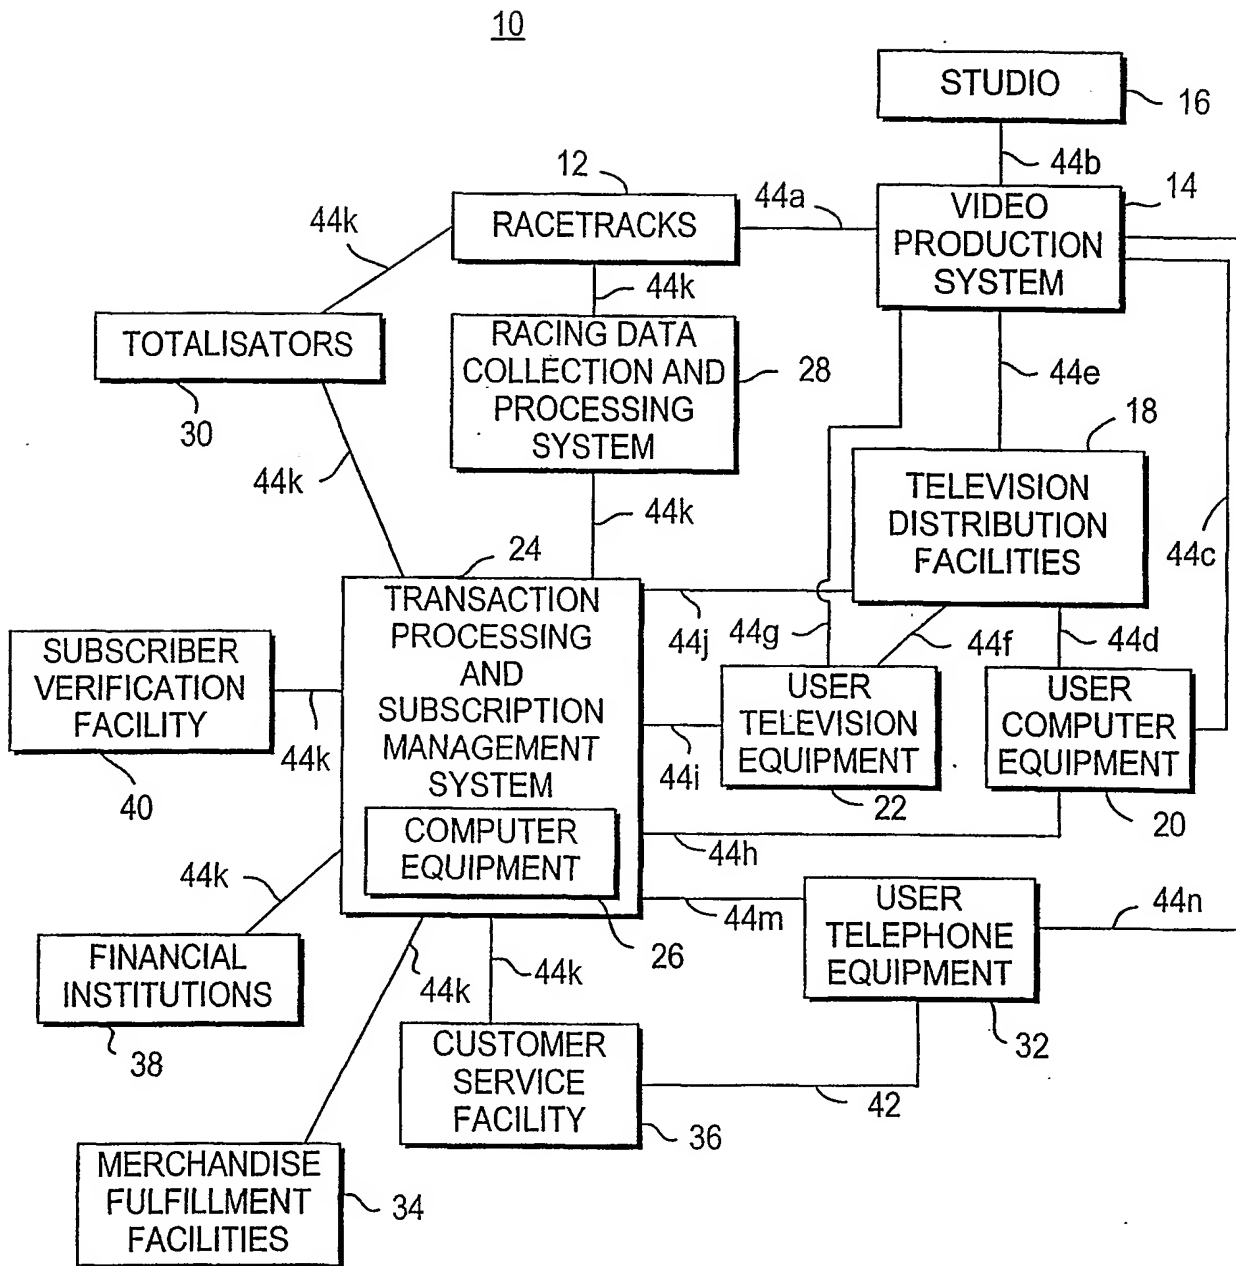 10
STUDIO
16
44b
12
44a
VIDEO
PRODUCTION
SYSTEM
14
44k
RACETRACKS
44k
TOTALISATORS
30
RACING DATA
COLLECTION AND
PROCESSING
SYSTEM
28
44e
18
44k
44k
TELEVISION
DISTRIBUTION
FACILITIES
44c
24
TRANSACTION
PROCESSING
AND
SUBSCRIPTION
MANAGEMENT
SYSTEM
44j
44g
44f
44d
SUBSCRIBER
VERIFICATION
FACILITY
40
44k
USER
TELEVISION
EQUIPMENT
22
44i
USER
COMPUTER
EQUIPMENT
20
COMPUTER
EQUIPMENT
26
44h
44k
44m
USER
TELEPHONE
EQUIPMENT
32
44n
FINANCIAL
INSTITUTIONS
38
44k
44k
CUSTOMER
SERVICE
FACILITY
36
42
MERCHANDISE
FULFILLMENT
FACILITIES
34